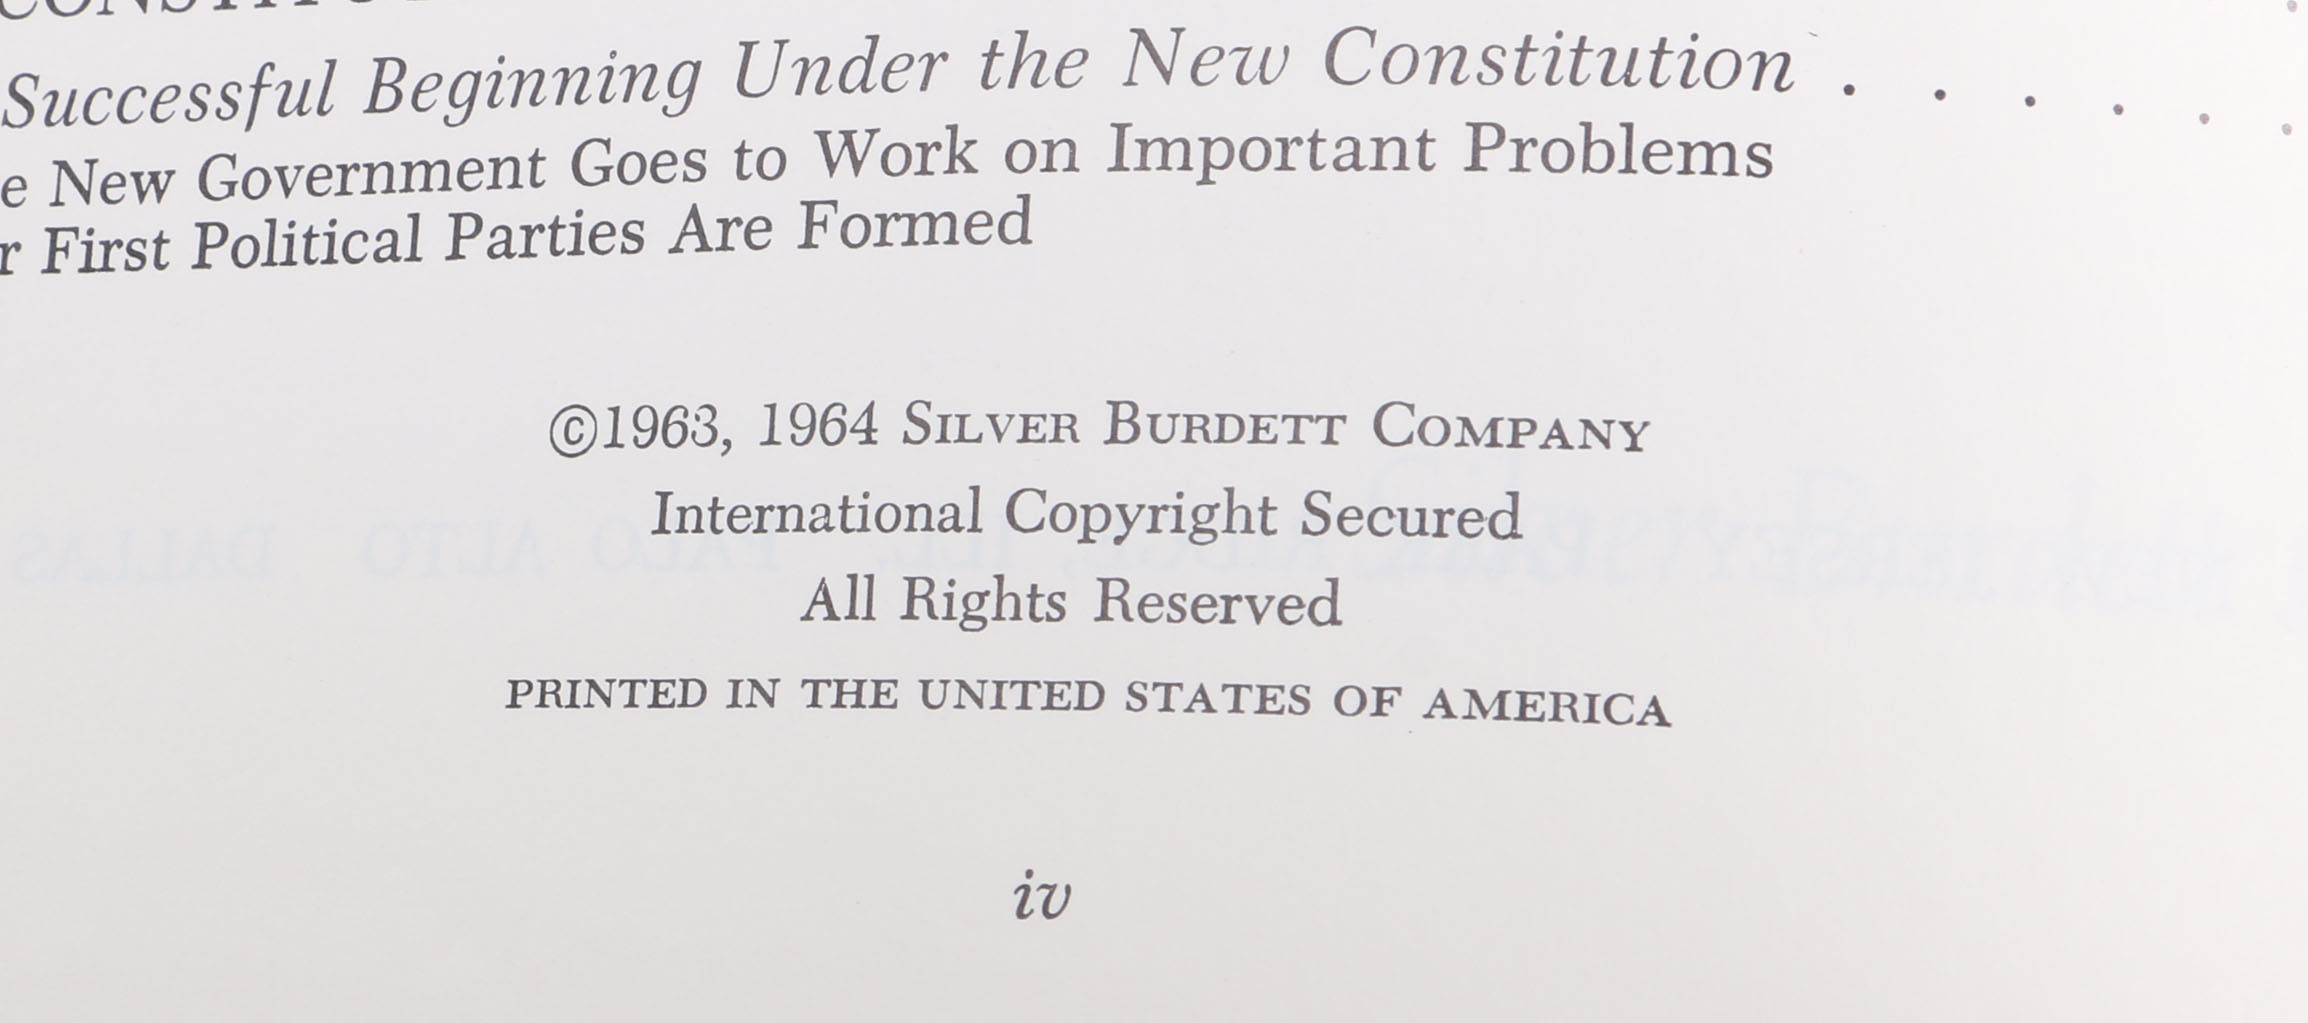 Successful Beginning Under the New Constitution . . . . . .
e New Government Goes to Work on Important Problems
r First Political Parties Are Formed
©1963, 1964 SILVER BURDETT COMPANY
International Copyright Secured
All Rights Reserved
PRINTED IN THE UNITED STATES OF AMERICA
iv